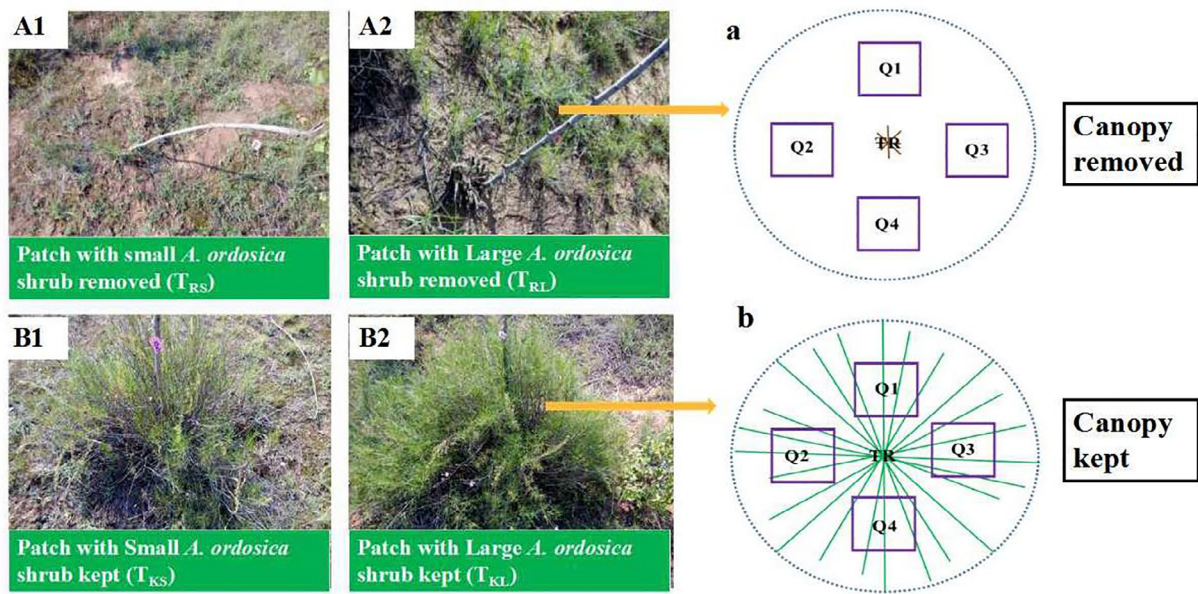 A1
Patch with small A. ordosica
shrub removed (TRS)
A2
Patch with Large A. ordosica
shrub removed (TRL)
a
Q1
Q2
TR
Q3
Q4
Canopy
removed
B1
Patch with Small A. ordosica
shrub kept (TKS)
B2
Patch with Large A. ordosica
shrub kept (TKL)
b
Q1
Q2
TR
Q3
Q4
Canopy
kept